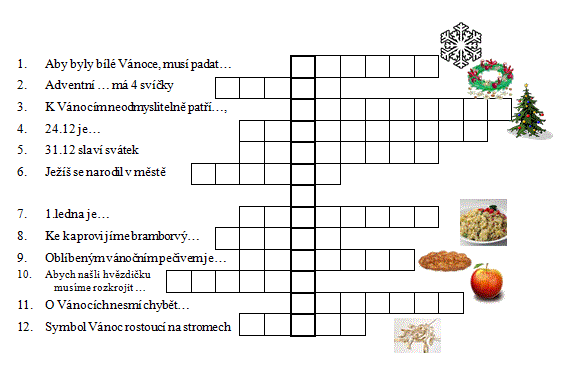 1. Aby byly bílé Vánoce, musí padat…
2. Adventní … má 4 svíčky
3. K Vánocím neodmyslitelně patří…,
4. 24.12 je…
5. 31.12 slaví svátek
6. Ježíš se narodil v městě
7. 1.ledna je…
8. Ke kaprovi jíme bramborvý…
9. Oblíbeným vánočním pečivem je…
10. Abych našli hvězdičku
musíme rozkrojit …
11. O Vánocích nesmí chybět…
12. Symbol Vánoc rostoucí na stromech